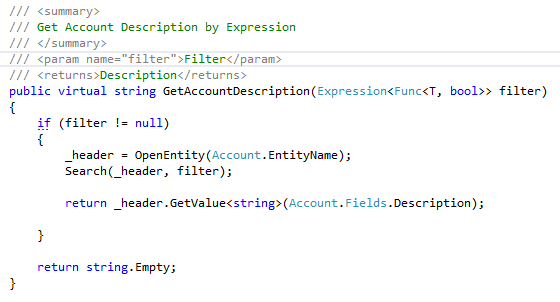 /// <summary>
/// Get Account Description by Expression
/// </summary>
/// <param name="filter">Filter</param>
/// <returns>Description</returns>
public virtual string GetAccountDescription(Expression<Func<T, bool>> filter)
{
    if (filter != null)
    {
        _header = OpenEntity(Account.EntityName);
        Search(_header, filter);

        return _header.GetValue<string>(Account.Fields.Description);

    }

    return string.Empty;
}